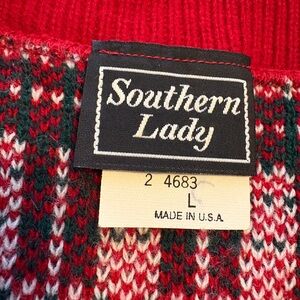 Southern
Lady
2 4683
L
MADE IN U.S.A.